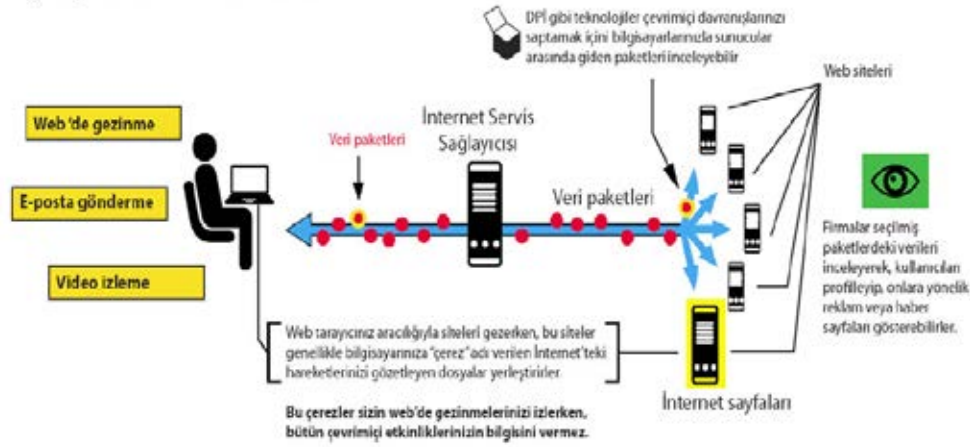 DPİ gibi teknolojiler çevrimiçi davranışlarınızı
saptamak için bilgisayarlarınızla sunucular
arasında giden paketleri inceleyebilir
Web siteleri
Web 'de gezinme
E-posta gönderme
Video izleme
Veri paketleri
İnternet Servis
Sağlayıcısı
Veri paketleri
Firmalar seçilmiş
paketlerdeki verileri
inceleyerek, kullanıcıları
profilleyip, onlara yönelik
reklam veya haber
sayfaları gösterebilirler.
Web tarayıcınız aracılığıyla siteleri gezerken, bu siteler
genellikle bilgisayarınıza "çerez" adı verilen İnternet'teki
hareketlerinizi gözetleyen dosyalar yerleştirirler.
İnternet sayfaları
Bu çerezler sizin web'de gezinmelerinizi izlerken,
bütün çevrimiçi etkinliklerinizin bilgisini vermez.